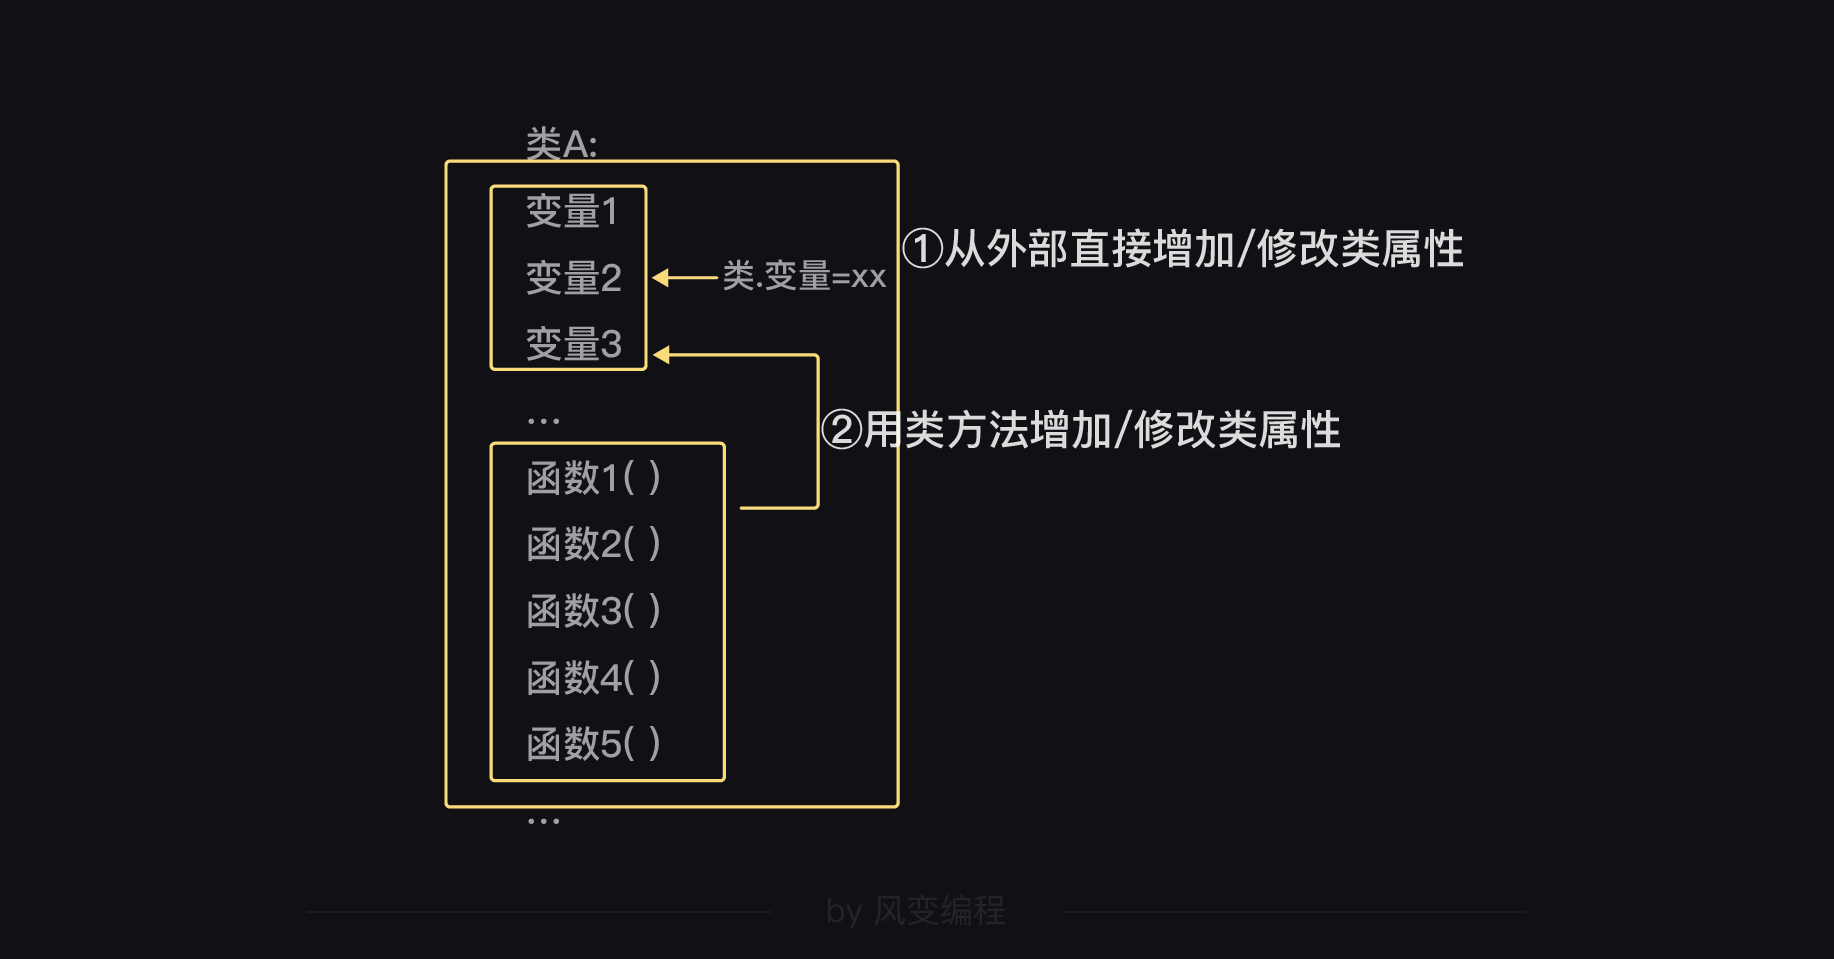 类A:
变量1
变量2
类.变量=xx
①从外部直接增加/修改类属性
变量3
...
②用类方法增加/修改类属性
函数1( )
函数2( )
函数3( )
函数4( )
函数5( )
...
by 风变编程